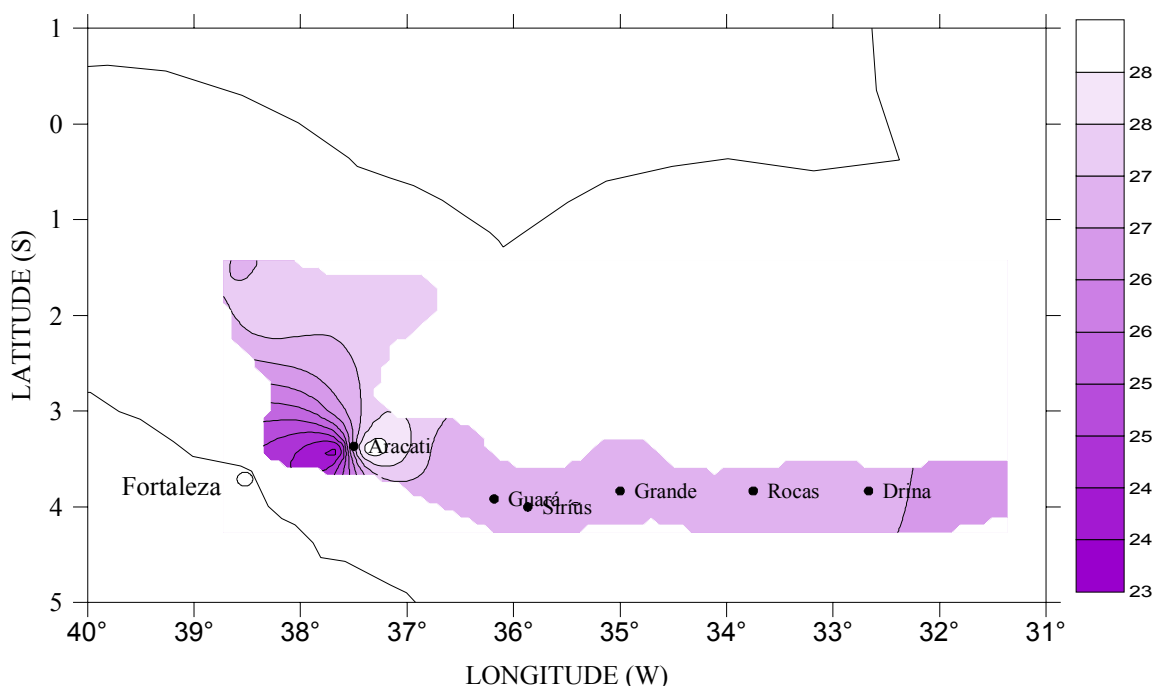 1
0
1
2
3
4
5
LATITUDE (S)
40° 39° 38° 37° 36° 35° 34° 33° 32° 31°
LONGITUDE (W)
Fortaleza
Aracati
Guará
Sírius
Grande
Rocas
Drina
28
28
27
27
26
26
25
25
24
24
23